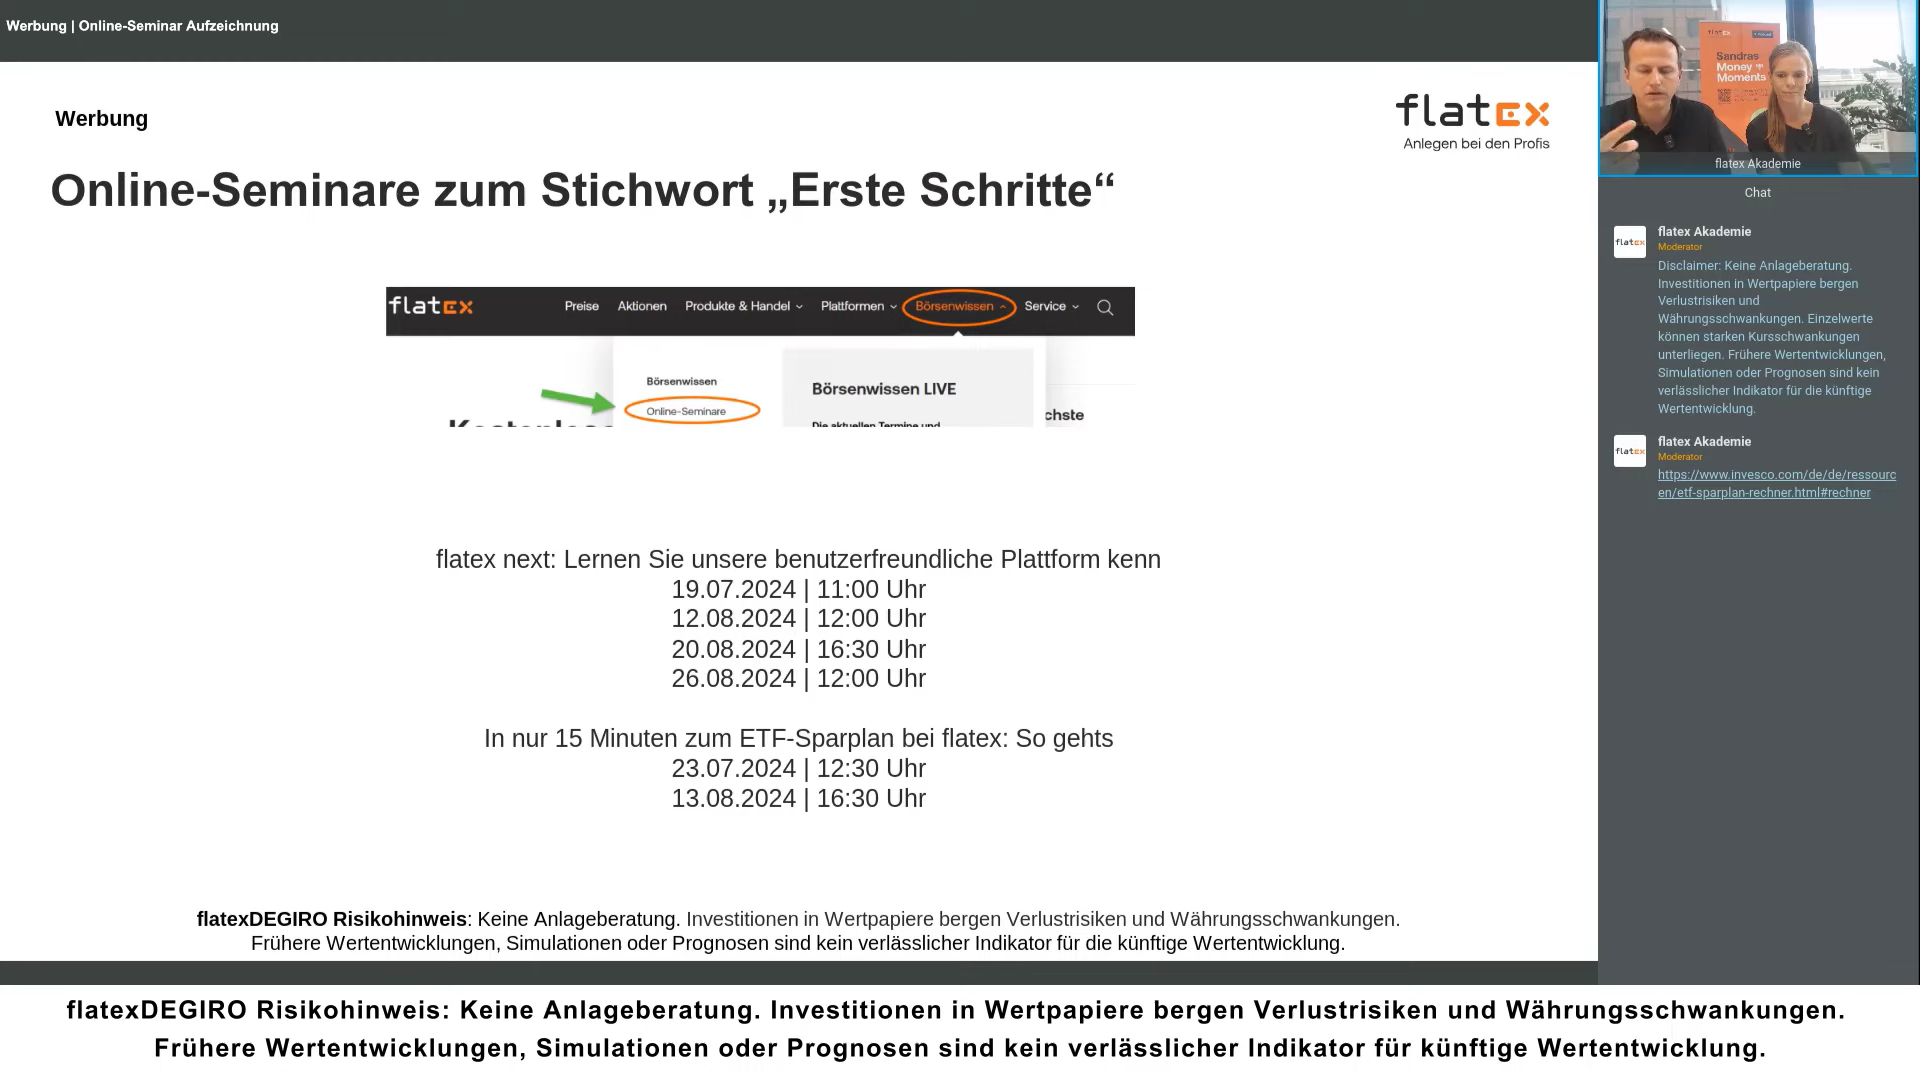 Werbung | Online-Seminar Aufzeichnung
Werbung
flatex
Anlegen bei den Profis
Online-Seminare zum Stichwort „Erste Schritte“
flatex Preise Aktionen Produkte & Handel Plattformen Börsenwissen Service
Börsenwissen
Online-Seminare
Börsenwissen LIVE
Die aktuellen Termine und
chste
Kostenlose
flatex next: Lernen Sie unsere benutzerfreundliche Plattform kenn
19.07.2024 | 11:00 Uhr
12.08.2024 | 12:00 Uhr
20.08.2024 | 16:30 Uhr
26.08.2024 | 12:00 Uhr
In nur 15 Minuten zum ETF-Sparplan bei flatex: So gehts
23.07.2024 | 12:30 Uhr
13.08.2024 | 16:30 Uhr
flatexDEGIRO Risikohinweis: Keine Anlageberatung. Investitionen in Wertpapiere bergen Verlustrisiken und Währungsschwankungen.
Frühere Wertentwicklungen, Simulationen oder Prognosen sind kein verlässlicher Indikator für die künftige Wertentwicklung.
flatex
Sandras
Money
Moments
flatex Akademie
Chat
flatex
flatex Akademie
Moderator
Disclaimer: Keine Anlageberatung.
Investitionen in Wertpapiere bergen
Verlustrisiken und
Währungsschwankungen. Einzelwerte
können starken Kursschwankungen
unterliegen. Frühere Wertentwicklungen,
Simulationen oder Prognosen sind kein
verlässlicher Indikator für die künftige
Wertentwicklung.
flatex
flatex Akademie
Moderator
https://www.invesco.com/de/de/ressourc
en/etf-sparplan-rechner.html#rechner
flatexDEGIRO Risikohinweis: Keine Anlageberatung. Investitionen in Wertpapiere bergen Verlustrisiken und Währungsschwankungen.
Frühere Wertentwicklungen, Simulationen oder Prognosen sind kein verlässlicher Indikator für künftige Wertentwicklung.